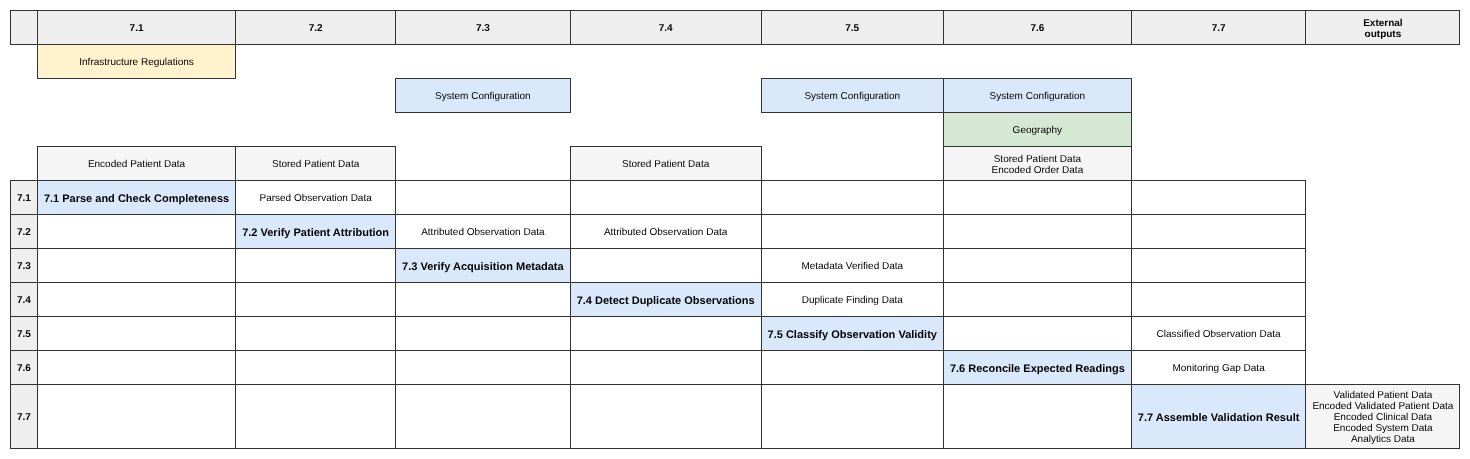 7.1 7.2 7.3 7.4 7.5 7.6 7.7 External
outputs
Infrastructure Regulations
System Configuration System Configuration System Configuration
Geography
Encoded Patient Data Stored Patient Data Stored Patient Data Stored Patient Data
Encoded Order Data
7.1 7.1 Parse and Check Completeness Parsed Observation Data
7.2 7.2 Verify Patient Attribution Attributed Observation Data Attributed Observation Data
7.3 7.3 Verify Acquisition Metadata Metadata Verified Data
7.4 7.4 Detect Duplicate Observations Duplicate Finding Data
7.5 7.5 Classify Observation Validity Classified Observation Data
7.6 7.6 Reconcile Expected Readings Monitoring Gap Data
7.7 7.7 Assemble Validation Result Validated Patient Data
Encoded Validated Patient Data
Encoded Clinical Data
Encoded System Data
Analytics Data